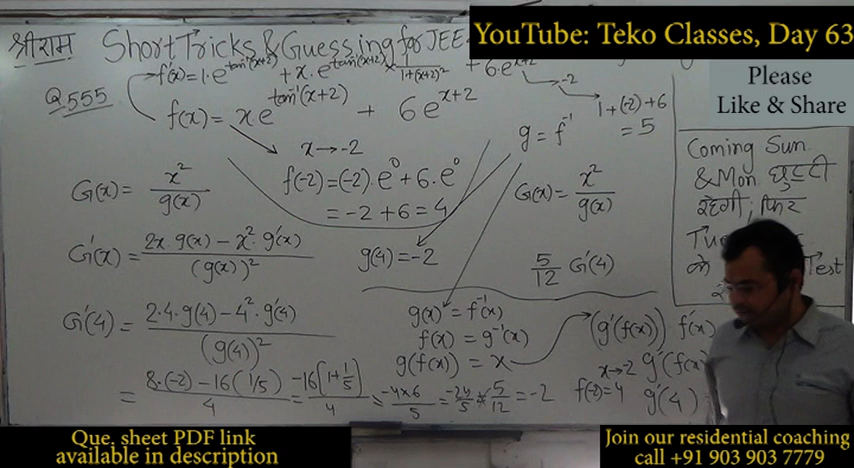 श्रीराम Short Tricks & Guessing for JEE
YouTube: Teko Classes, Day 63
Please
Like & Share
f'(x) = 1·e^{tan⁻¹(x+2)} + x·e^{tan⁻¹(x+2)} × 1/(1+(x+2)²) + 6·e^{x+2}
→ -2
Q.555
f(x) = x e^{tan⁻¹(x+2)} + 6e^{x+2}
1+(-2)+6
= 5
g = f⁻¹
x → -2
f(-2) = (-2)·e⁰ + 6·e⁰
= -2+6 = 4
g(4) = -2
G(x) = x²/g(x)
G'(x) = (2x·g(x) - x²·g'(x))/(g(x))²
G'(4) = (2·4·g(4) - 4²·g'(4))/(g(4))²
= (8·(-2) - 16(1/5))/4 = -16[1+1/5]/4 = -4×6/5 = -24/5 × 5/12 = -2
G(x) = x²/g(x)
5/12 G'(4)
g(x) = f⁻¹(x)
f(x) = g⁻¹(x)
g(f(x)) = x
(g'(f(x))) f'(x)
x→-2 g'(f(x
f(-2)=4 g'(4)
Coming Sun.
& Mon. छुट्टी
रहेगी, फिर
Test
Que. sheet PDF link
available in description
Join our residential coaching
call +91 903 903 7779